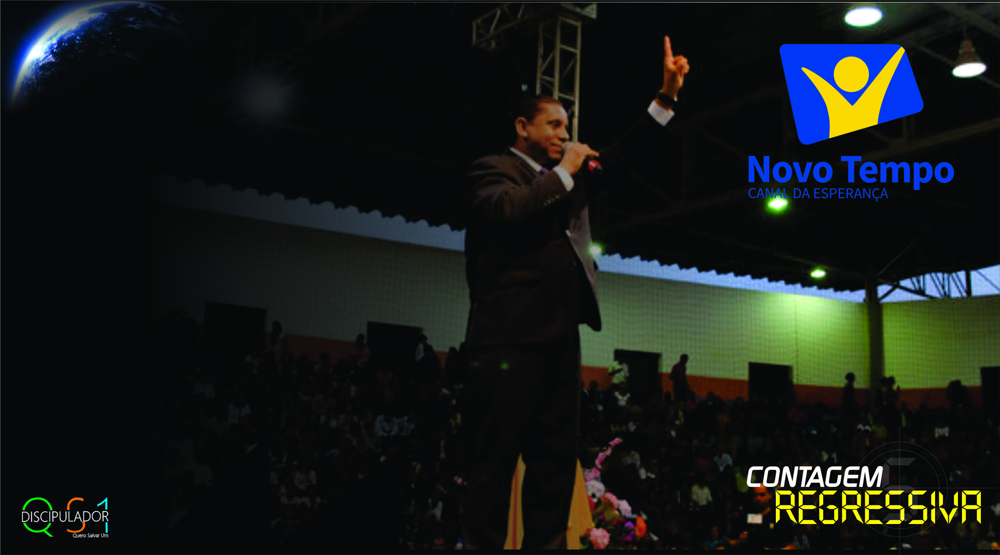 Novo Tempo
CANAL DA ESPERANÇA
CONTAGEM
REGRESSIVA
QS1
DISCIPULADOR
Quero Salvar Um